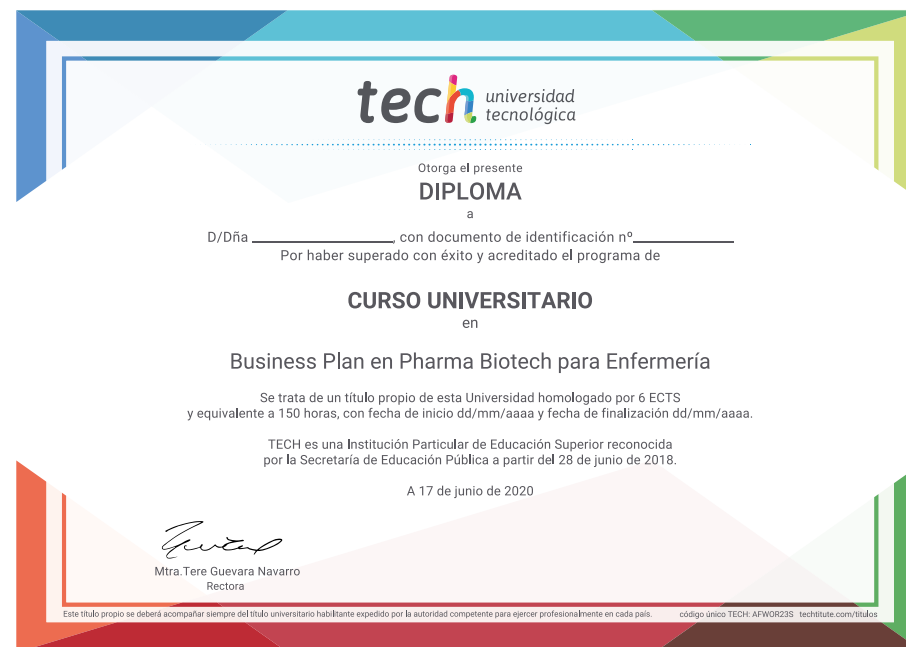 tech universidad
tecnológica
Otorga el presente
DIPLOMA
a
D/Dña ________________, con documento de identificación nº____________
Por haber superado con éxito y acreditado el programa de
CURSO UNIVERSITARIO
en
Business Plan en Pharma Biotech para Enfermería
Se trata de un título propio de esta Universidad homologado por 6 ECTS
y equivalente a 150 horas, con fecha de inicio dd/mm/aaaa y fecha de finalización dd/mm/aaaa.
TECH es una Institución Particular de Educación Superior reconocida
por la Secretaría de Educación Pública a partir del 28 de junio de 2018.
A 17 de junio de 2020
Mtra.Tere Guevara Navarro
Rectora
Este título propio se deberá acompañar siempre del título universitario habilitante expedido por la autoridad competente para ejercer profesionalmente en cada país. código único TECH: AFWOR23S techtitute.com/titulos